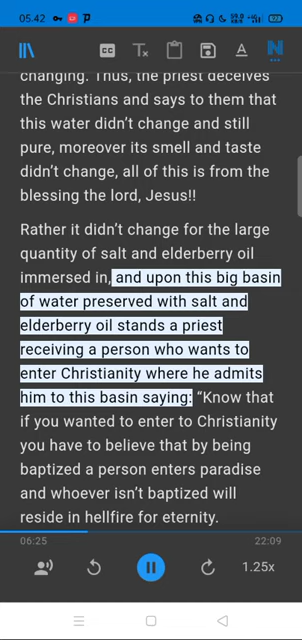 05.42
changing. Thus, the priest deceives
the Christians and says to them that
this water didn't change and still
pure, moreover its smell and taste
didn't change, all of this is from the
blessing the lord, Jesus!!
Rather it didn't change for the large
quantity of salt and elderberry oil
immersed in, and upon this big basin
of water preserved with salt and
elderberry oil stands a priest
receiving a person who wants to
enter Christianity where he admits
him to this basin saying: “Know that
if you wanted to enter to Christianity
you have to believe that by being
baptized a person enters paradise
and whoever isn't baptized will
reside in hellfire for eternity.
06:25
22:09
1.25x